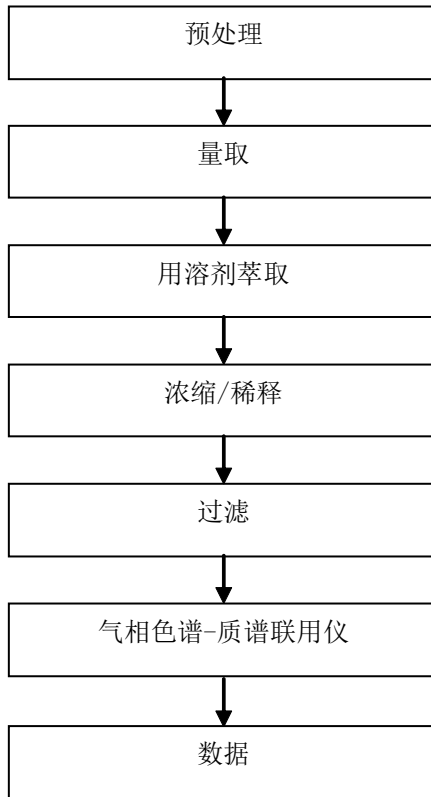 预处理
量取
用溶剂萃取
浓缩/稀释
过滤
气相色谱-质谱联用仪
数据